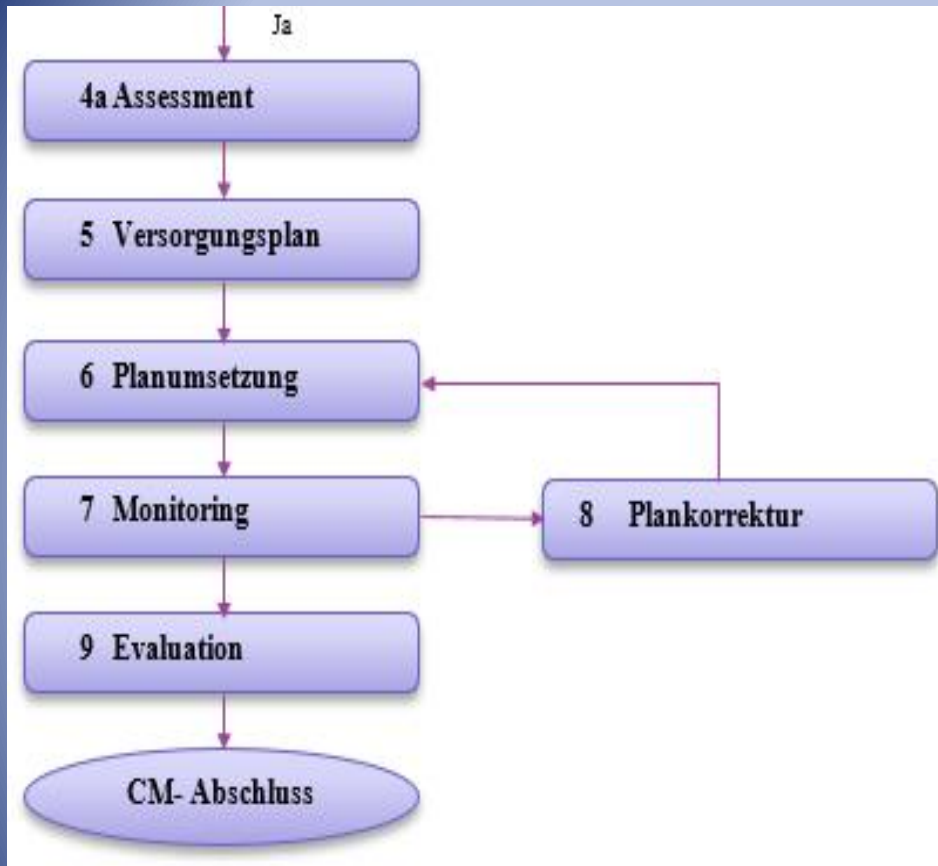 Ja
4a Assessment
5 Versorgungsplan
6 Planumsetzung
7 Monitoring
8 Plankorrektur
9 Evaluation
CM- Abschluss